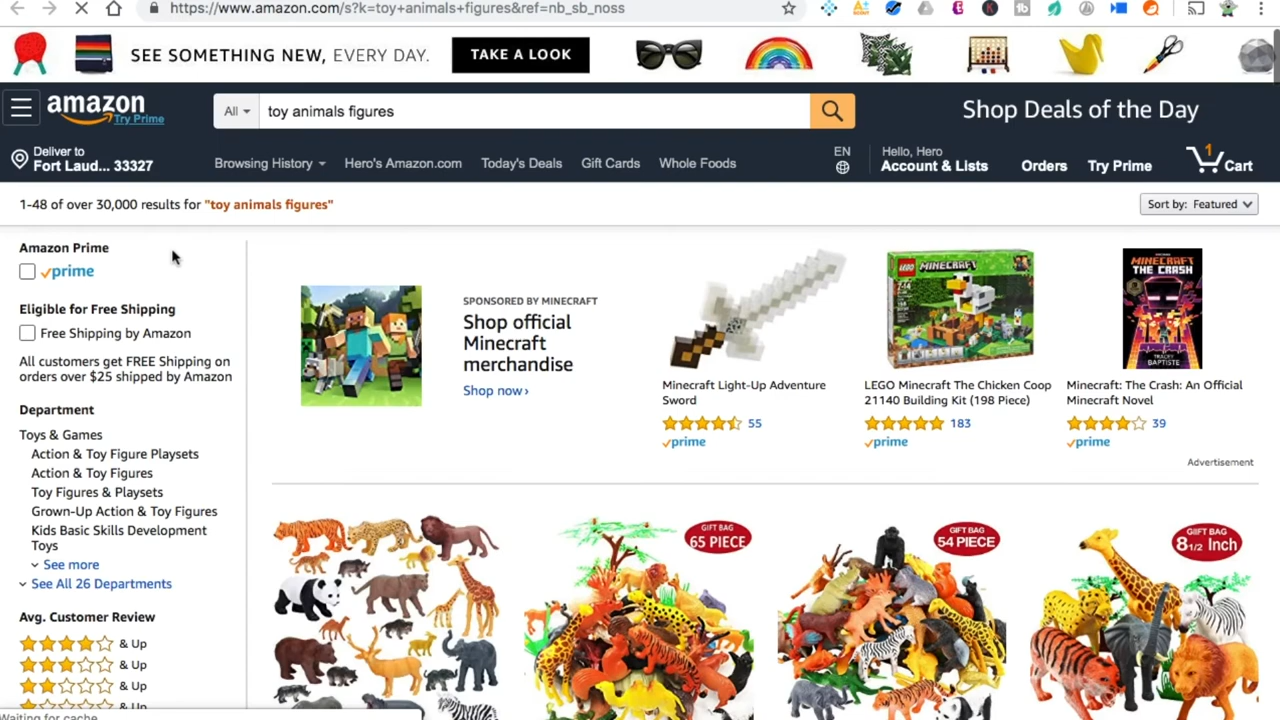 https://www.amazon.com/s?k=toy+animals+figures&ref=nb_sb_noss
SEE SOMETHING NEW, EVERY DAY.
TAKE A LOOK
amazon
Try Prime
All
toy animals figures
Shop Deals of the Day
Deliver to
Fort Laud... 33327
Browsing History
Hero's Amazon.com
Today's Deals
Gift Cards
Whole Foods
EN
Hello, Hero
Account & Lists
Orders
Try Prime
1
Cart
1-48 of over 30,000 results for "toy animals figures"
Sort by: Featured
Amazon Prime
prime
Eligible for Free Shipping
Free Shipping by Amazon
All customers get FREE Shipping on
orders over $25 shipped by Amazon
Department
Toys & Games
Action & Toy Figure Playsets
Action & Toy Figures
Toy Figures & Playsets
Grown-Up Action & Toy Figures
Kids Basic Skills Development
Toys
See more
See All 26 Departments
Avg. Customer Review
& Up
& Up
& Up
SPONSORED BY MINECRAFT
Shop official
Minecraft
merchandise
Shop now›
Minecraft Light-Up Adventure
Sword
55
prime
LEGO MINECRAFT
LEGO Minecraft The Chicken Coop
21140 Building Kit (198 Piece)
183
prime
MINECRAFT
THE CRASH
TRACEY
BAPTISTE
Minecraft: The Crash: An Official
Minecraft Novel
39
prime
Advertisement
GIFT BAG
65 PIECE
GIFT BAG
54 PIECE
GIFT BAG
8 1/2 Inch
Waiting for cache